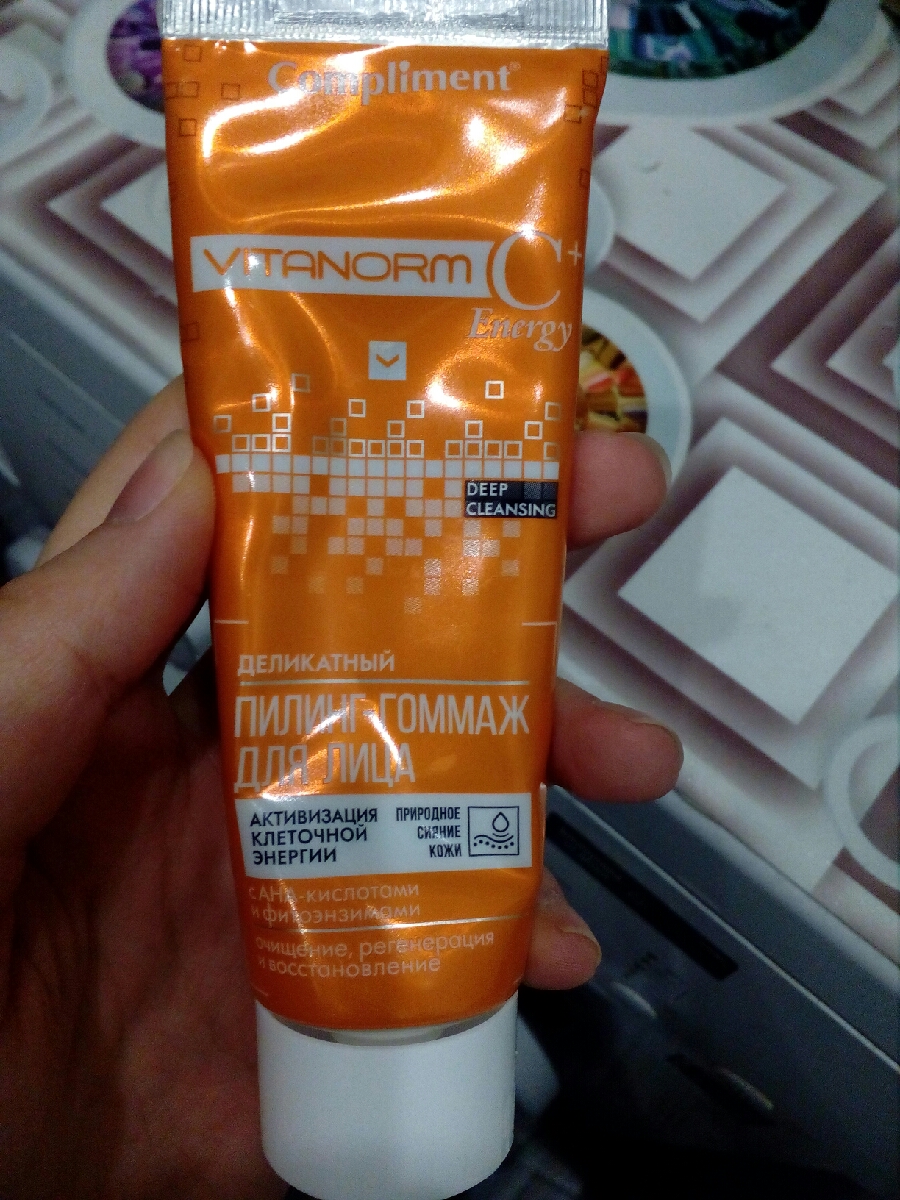 Compliment®
VITANORM C+
Energy
DEEP
CLEANSING
ДЕЛИКАТНЫЙ
ПИЛИНГ-ГОММАЖ
ДЛЯ ЛИЦА
АКТИВИЗАЦИЯ
КЛЕТОЧНОЙ
ЭНЕРГИИ
ПРИРОДНОЕ
СИЯНИЕ
КОЖИ
с АНА-кислотами
и фитоэнзимами
очищение, регенерация
и восстановление